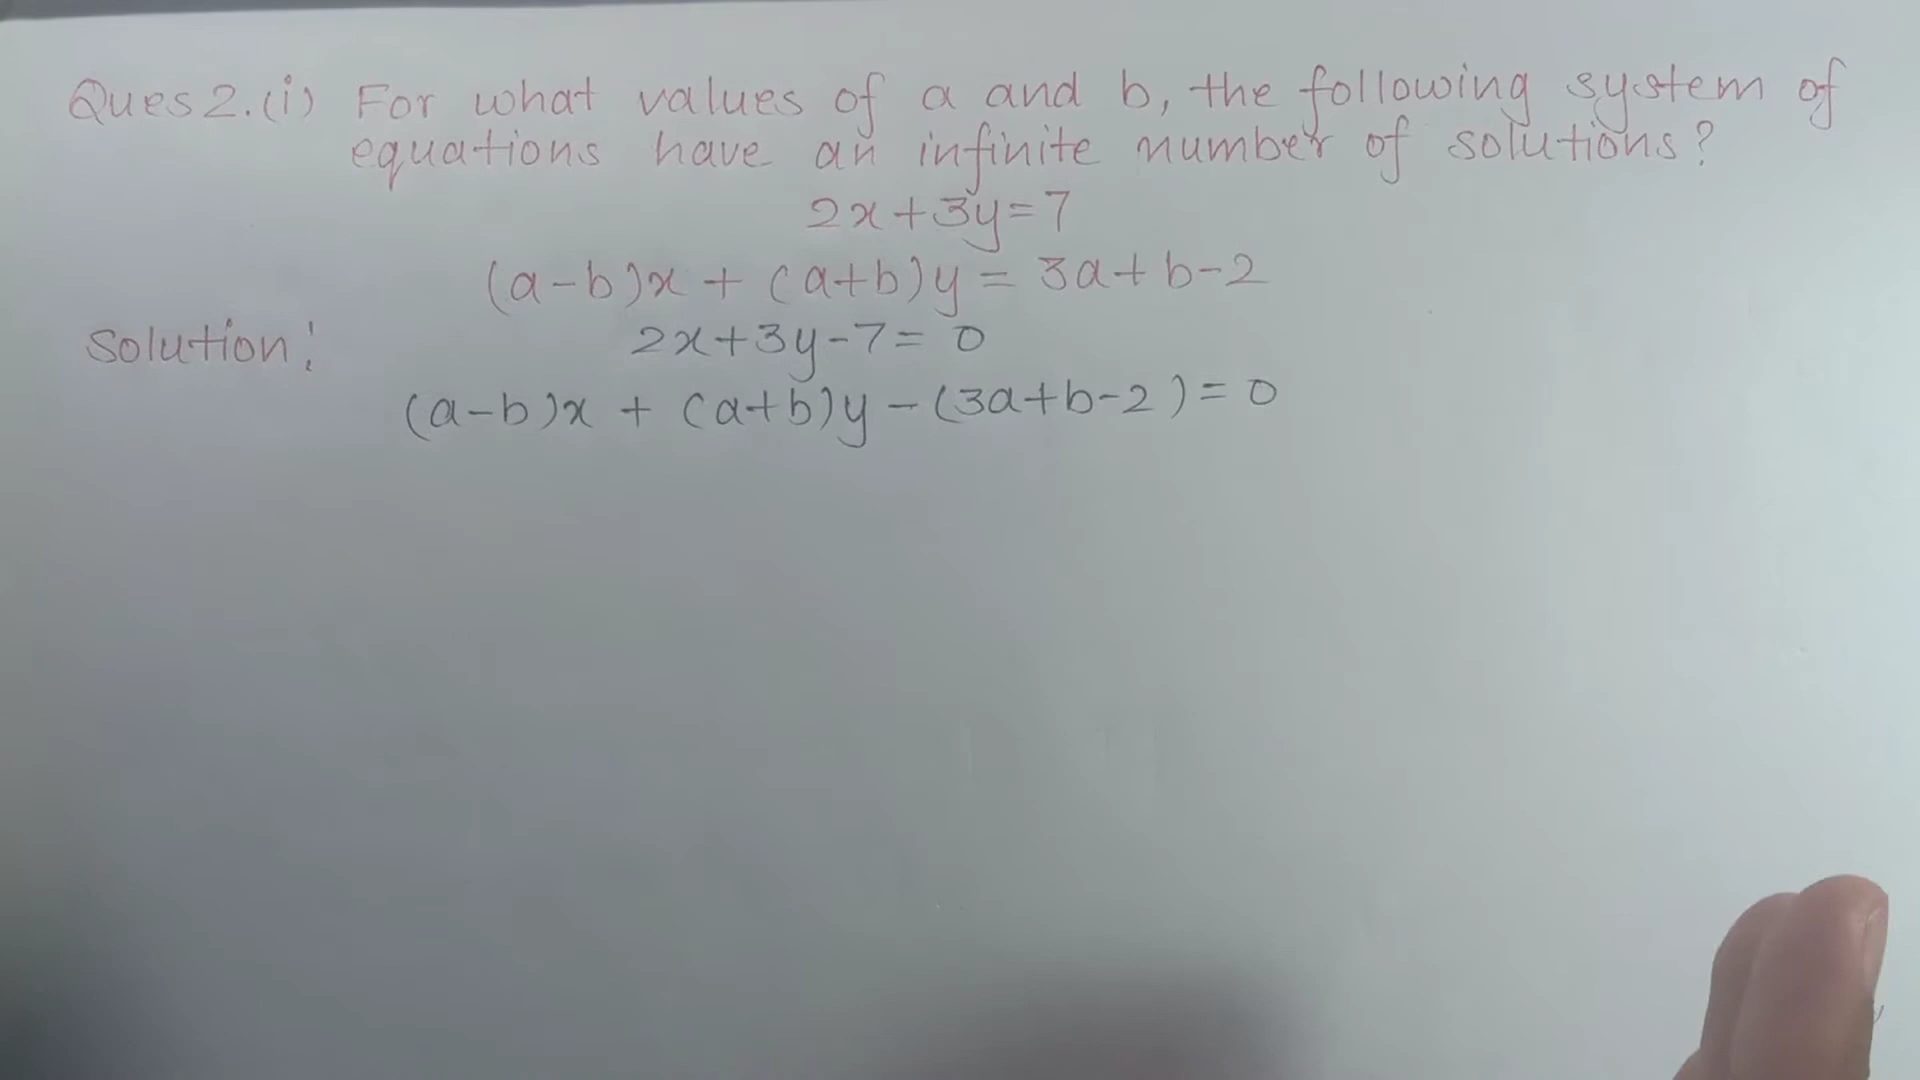 Ques 2. (i) For what values of a and b, the following system of
equations have an infinite number of solutions?
2x+3y=7
(a-b)x + (a+b)y = 3a+b-2
Solution: 2x+3y-7= 0
(a-b)x + (a+b)y - (3a+b-2) = 0